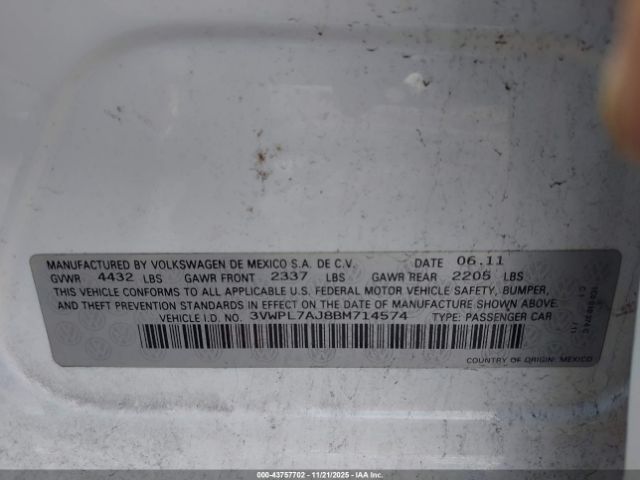 MANUFACTURED BY VOLKSWAGEN DE MEXICO S.A. DE C.V. DATE 06.11
GVWR 4432 LBS GAWR FRONT 2337 LBS GAWR REAR 2205 LBS
THIS VEHICLE CONFORMS TO ALL APPLICABLE U.S. FEDERAL MOTOR VEHICLE SAFETY, BUMPER,
AND THEFT PREVENTION STANDARDS IN EFFECT ON THE DATE OF MANUFACTURE SHOWN ABOVE.
VEHICLE I.D. NO. 3VWPL7AJ8BM714574 TYPE: PASSENGER CAR
COUNTRY OF ORIGIN: MEXICO
000-43757702 - 11/21/2025 - IAAI.COM